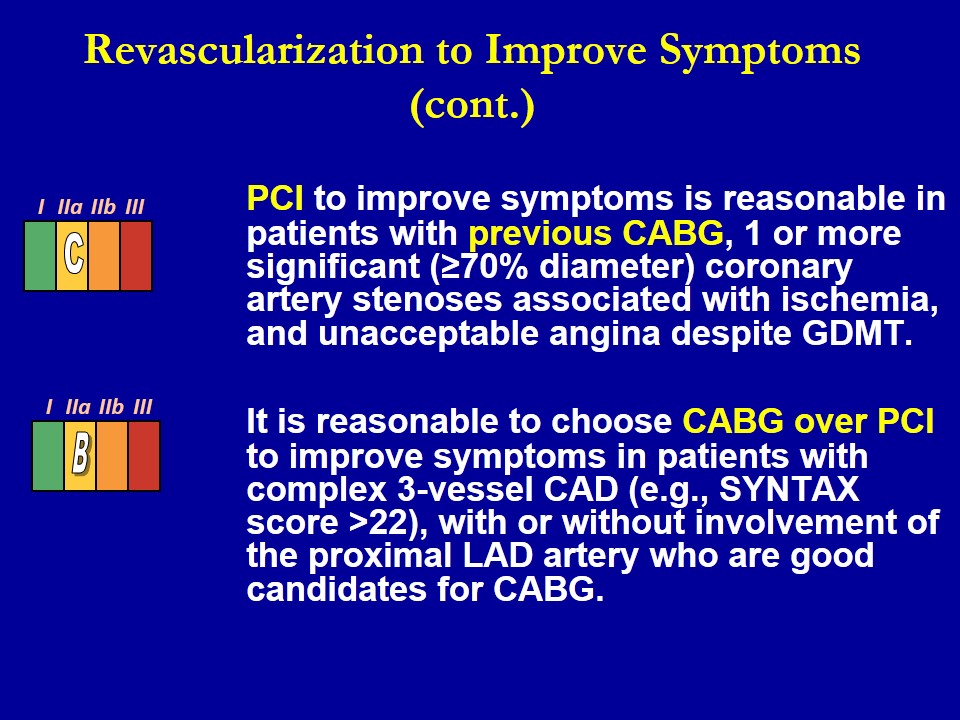 Revascularization to Improve Symptoms
(cont.)
I IIa IIb III
C
PCI to improve symptoms is reasonable in
patients with previous CABG, 1 or more
significant (≥70% diameter) coronary
artery stenoses associated with ischemia,
and unacceptable angina despite GDMT.
I IIa IIb III
B
It is reasonable to choose CABG over PCI
to improve symptoms in patients with
complex 3-vessel CAD (e.g., SYNTAX
score >22), with or without involvement of
the proximal LAD artery who are good
candidates for CABG.